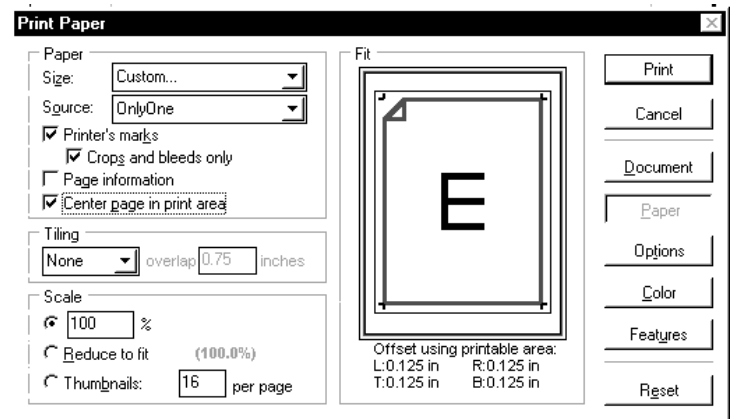 Print Paper
Paper
Size: Custom...
Source: OnlyOne
Printer's marks
Crops and bleeds only
Page information
Center page in print area
Tiling
None overlap 0.75 inches
Scale
100 %
Reduce to fit (100.0%)
Thumbnails: 16 per page
Fit
E
Offset using printable area:
L:0.125 in R:0.125 in
T:0.125 in B:0.125 in
Print
Cancel
Document
Paper
Options
Color
Features
Reset